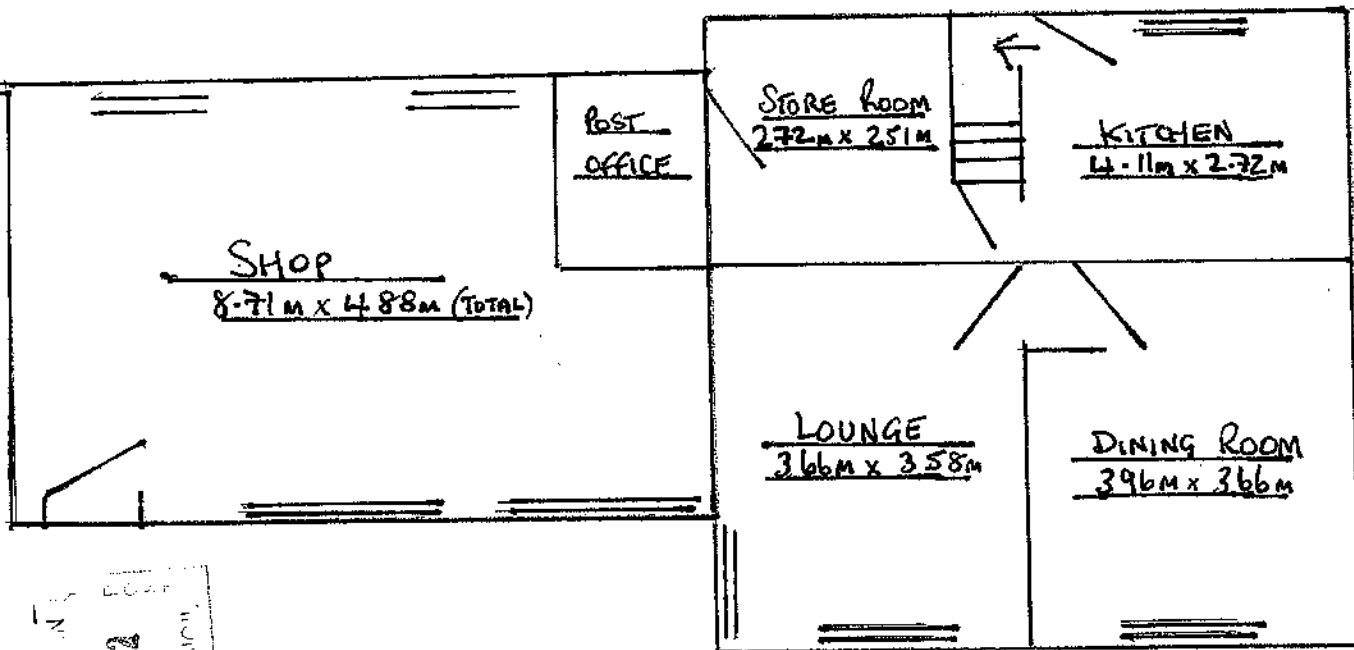 POST
OFFICE
STORE ROOM
2.72M x 2.51M
KITCHEN
4.11M x 2.72M
SHOP
8.71M x 4.88M (TOTAL)
LOUNGE
3.66M x 3.58M
DINING ROOM
3.96M x 3.66M
2